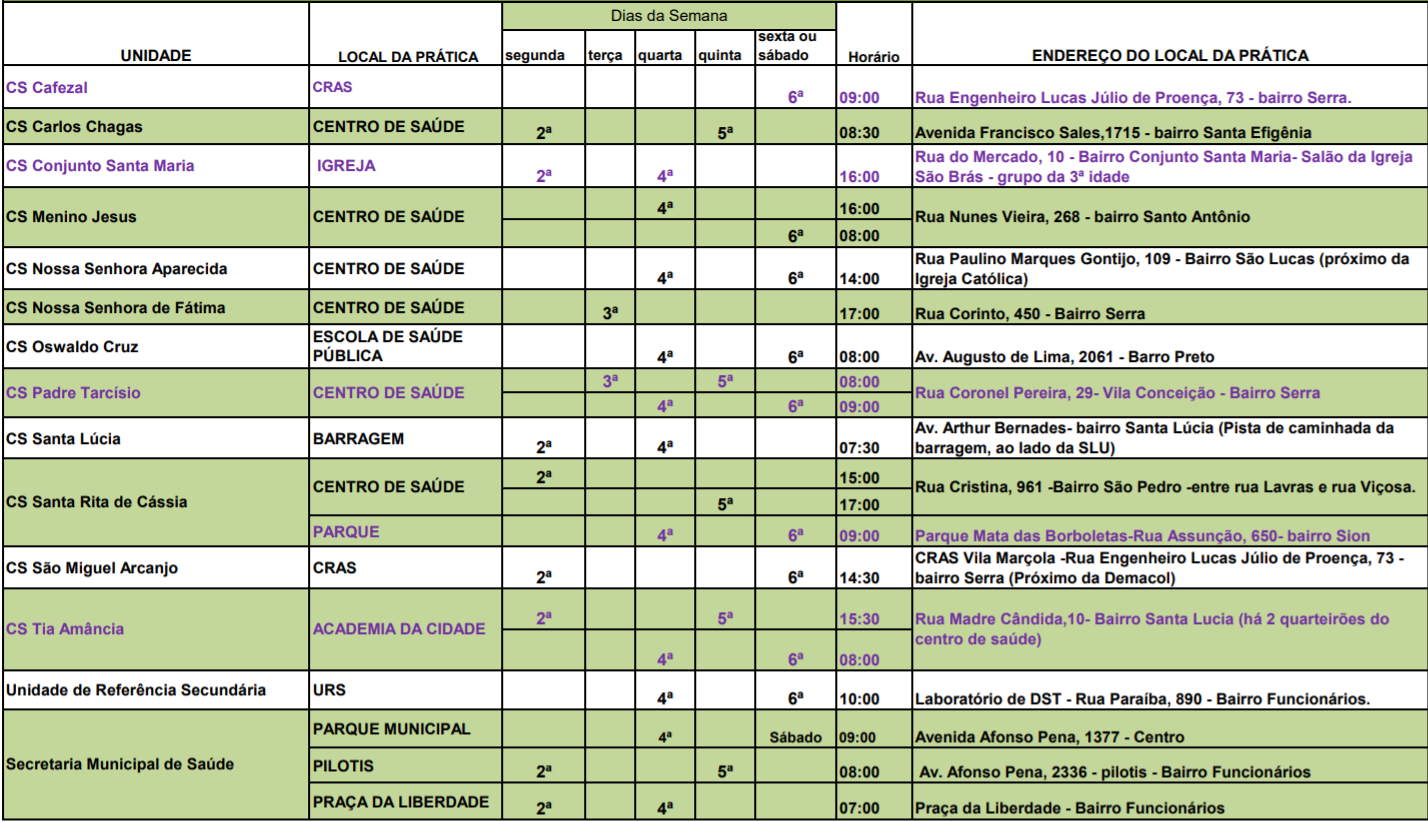 Dias da Semana
UNIDADE LOCAL DA PRÁTICA segunda terça quarta quinta sexta ou sábado Horário ENDEREÇO DO LOCAL DA PRÁTICA
CS Cafezal CRAS 6ª 09:00 Rua Engenheiro Lucas Júlio de Proença, 73 - bairro Serra.
CS Carlos Chagas CENTRO DE SAÚDE 2ª 5ª 08:30 Avenida Francisco Sales,1715 - bairro Santa Efigênia
CS Conjunto Santa Maria IGREJA 2ª 4ª 16:00 Rua do Mercado, 10 - Bairro Conjunto Santa Maria- Salão da Igreja
São Brás - grupo da 3ª idade
CS Menino Jesus CENTRO DE SAÚDE 4ª 16:00 Rua Nunes Vieira, 268 - bairro Santo Antônio
6ª 08:00
CS Nossa Senhora Aparecida CENTRO DE SAÚDE 4ª 6ª 14:00 Rua Paulino Marques Gontijo, 109 - Bairro São Lucas (próximo da
Igreja Católica)
CS Nossa Senhora de Fátima CENTRO DE SAÚDE 3ª 17:00 Rua Corinto, 450 - Bairro Serra
CS Oswaldo Cruz ESCOLA DE SAÚDE
PÚBLICA 4ª 6ª 08:00 Av. Augusto de Lima, 2061 - Barro Preto
CS Padre Tarcísio CENTRO DE SAÚDE 3ª 5ª 08:00 Rua Coronel Pereira, 29- Vila Conceição - Bairro Serra
4ª 6ª 09:00
CS Santa Lúcia BARRAGEM 2ª 4ª 07:30 Av. Arthur Bernades- bairro Santa Lúcia (Pista de caminhada da
barragem, ao lado da SLU)
CS Santa Rita de Cássia CENTRO DE SAÚDE 2ª 15:00 Rua Cristina, 961 -Bairro São Pedro -entre rua Lavras e rua Viçosa.
5ª 17:00
PARQUE 4ª 6ª 09:00 Parque Mata das Borboletas-Rua Assunção, 650- bairro Sion
CS São Miguel Arcanjo CRAS 2ª 6ª 14:30 CRAS Vila Marçola -Rua Engenheiro Lucas Júlio de Proença, 73 -
bairro Serra (Próximo da Demacol)
CS Tia Amância ACADEMIA DA CIDADE 2ª 5ª 15:30 Rua Madre Cândida,10- Bairro Santa Lucia (há 2 quarteirões do
centro de saúde)
4ª 6ª 08:00
Unidade de Referência Secundária URS 4ª 6ª 10:00 Laboratório de DST - Rua Paraíba, 890 - Bairro Funcionários.
Secretaria Municipal de Saúde PARQUE MUNICIPAL 4ª Sábado 09:00 Avenida Afonso Pena, 1377 - Centro
PILOTIS 2ª 5ª 08:00 Av. Afonso Pena, 2336 - pilotis - Bairro Funcionários
PRAÇA DA LIBERDADE 2ª 4ª 07:00 Praça da Liberdade - Bairro Funcionários